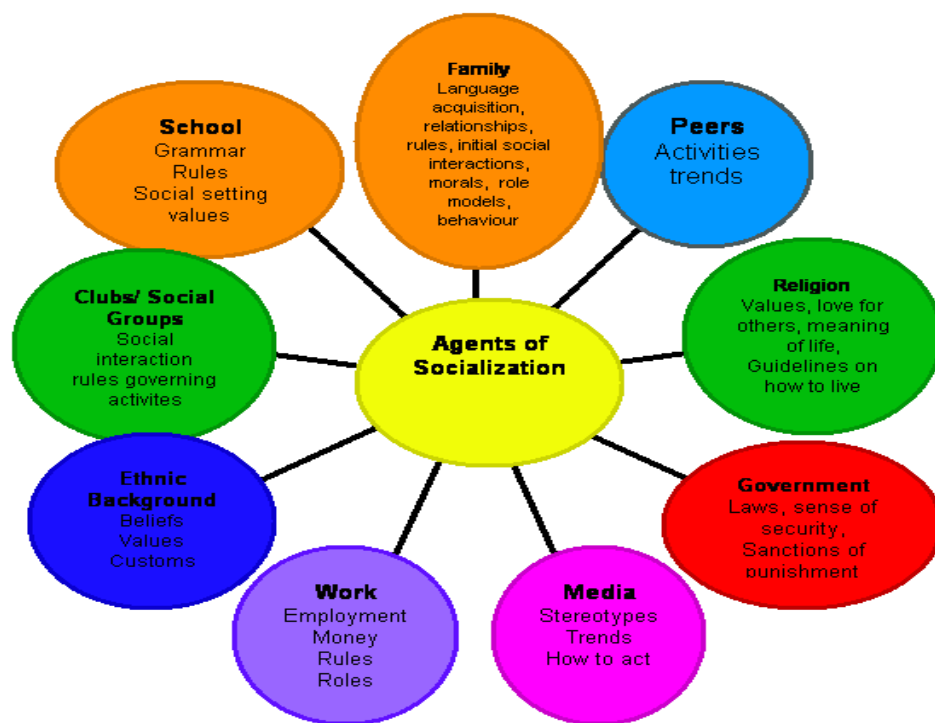 Family
Language
acquisition,
relationships,
rules, initial social
interactions,
morals, role
models,
behaviour
School
Grammar
Rules
Social setting
values
Peers
Activities
trends
Clubs/ Social
Groups
Social
interaction
rules governing
activites
Agents of
Socialization
Religion
Values, love for
others, meaning
of life,
Guidelines on
how to live
Ethnic
Background
Beliefs
Values
Customs
Government
Laws, sense of
security,
Sanctions of
punishment
Work
Employment
Money
Rules
Roles
Media
Stereotypes
Trends
How to act